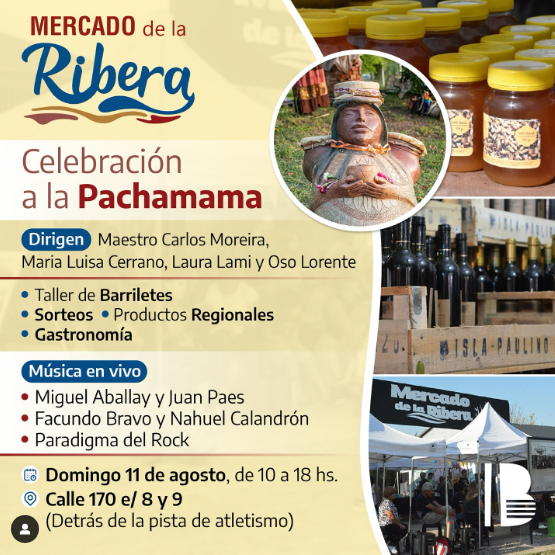 MERCADO de la
Ribera
Celebración
a la Pachamama
Dirigen Maestro Carlos Moreira,
Maria Luisa Cerrano, Laura Lami y Oso Lorente
• Taller de Barriletes
• Sorteos • Productos Regionales
• Gastronomía
Música en vivo
• Miguel Aballay y Juan Paes
• Facundo Bravo y Nahuel Calandrón
• Paradigma del Rock
Domingo 11 de agosto, de 10 a 18 hs.
Calle 170 e/ 8 y 9
(Detrás de la pista de atletismo)
ISLA PAULINO
ISLA PAULINO
Mercado
de la Ribera
B